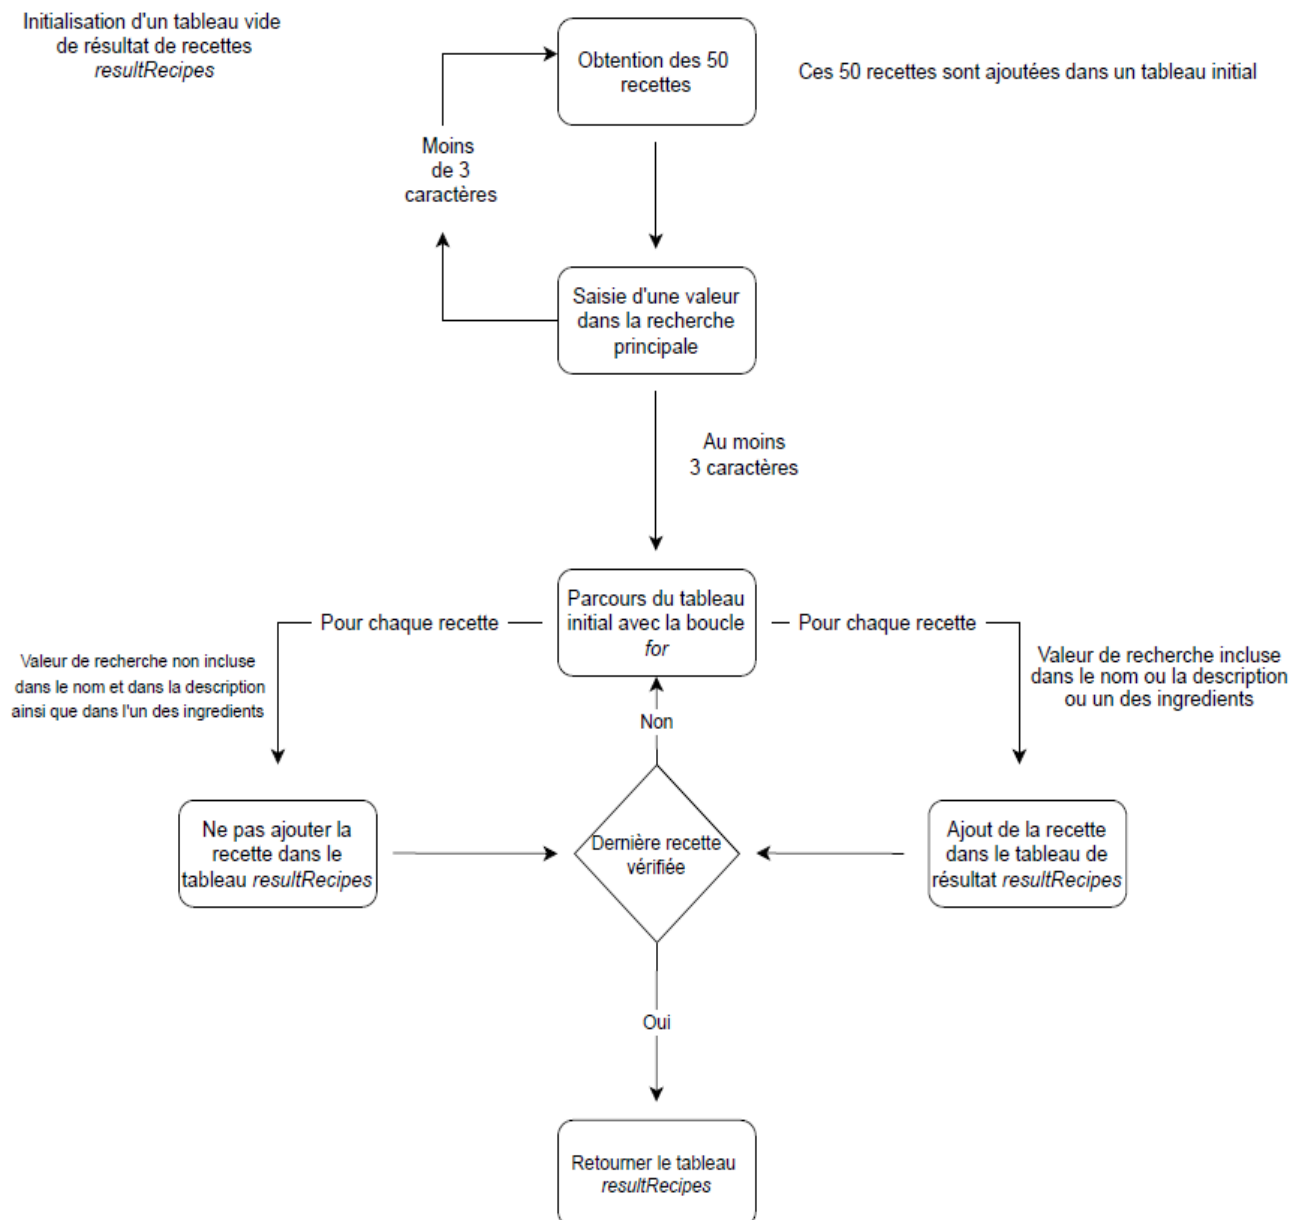 Initialisation d'un tableau vide
de résultat de recettes
resultRecipes
Obtention des 50
recettes
Ces 50 recettes sont ajoutées dans un tableau initial
Moins
de 3
caractères
Saisie d'une valeur
dans la recherche
principale
Au moins
3 caractères
Parcours du tableau
initial avec la boucle
for
Pour chaque recette
Pour chaque recette
Valeur de recherche non incluse
dans le nom et dans la description
ainsi que dans l'un des ingredients
Valeur de recherche incluse
dans le nom ou la description
ou un des ingredients
Non
Ne pas ajouter la
recette dans le
tableau resultRecipes
Dernière recette
vérifiée
Ajout de la recette
dans le tableau de
résultat resultRecipes
Oui
Retourner le tableau
resultRecipes